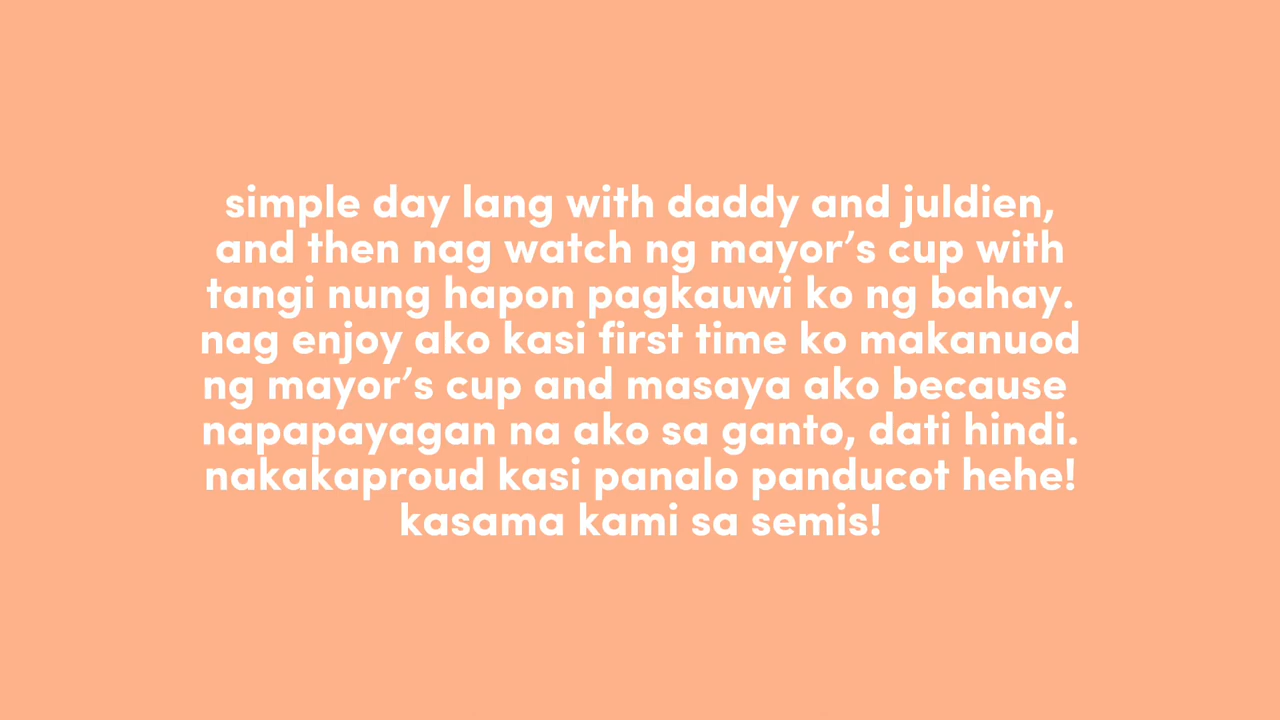 simple day lang with daddy and juldien,
and then nag watch ng mayor’s cup with
tangi nung hapon pagkauwi ko ng bahay.
nag enjoy ako kasi first time ko makanuod
ng mayor’s cup and masaya ako because
napapayagan na ako sa ganto, dati hindi.
nakakaproud kasi panalo panducot hehe!
kasama kami sa semis!